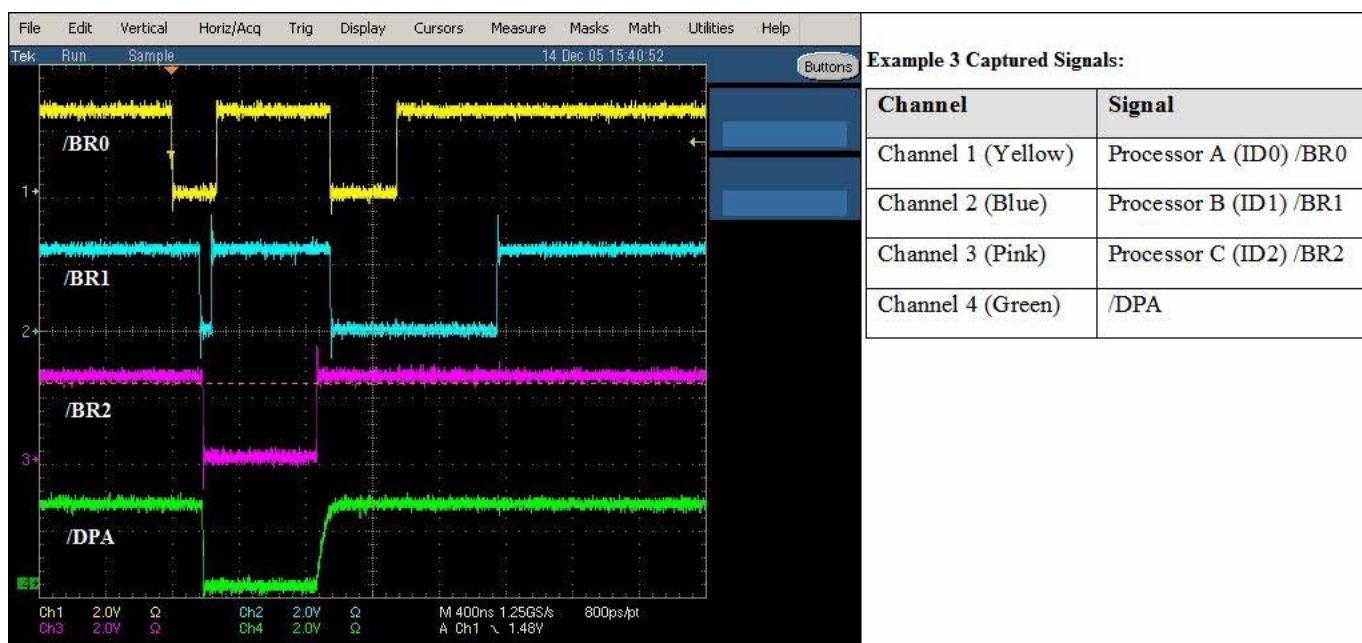 File Edit Vertical Horiz/Acq Trig Display Cursors Measure Masks Math Utilities Help
Tek Run Sample 14 Dec 05 15:40:52
Buttons
/BR0
1
/BR1
2
/BR2
3
/DPA
4
Ch1 2.0V Ω Ch2 2.0V Ω M 400ns 1.25GS/s 800ps/pt
Ch3 2.0V Ω Ch4 2.0V Ω A Ch1 \ 1.48V
Example 3 Captured Signals:
Channel Signal
Channel 1 (Yellow) Processor A (ID0) /BR0
Channel 2 (Blue) Processor B (ID1) /BR1
Channel 3 (Pink) Processor C (ID2) /BR2
Channel 4 (Green) /DPA